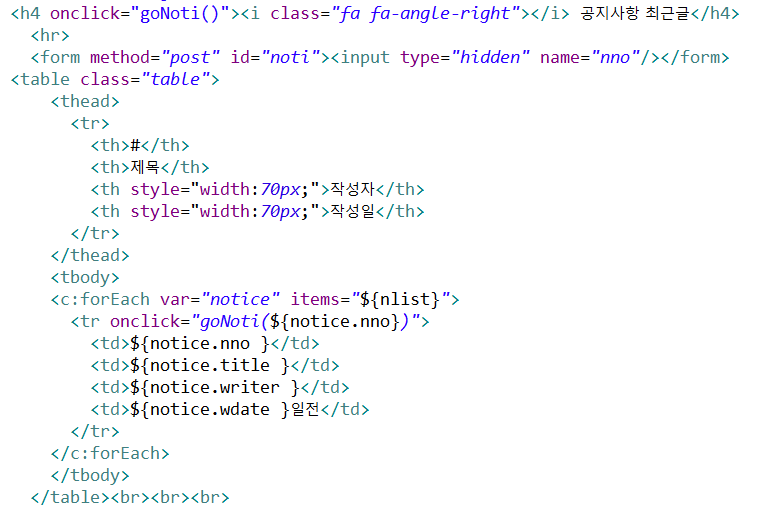 <h4 onclick="goNoti()"><i class="fa fa-angle-right"></i> 공지사항 최근글</h4>
<hr>
<form method="post" id="noti"><input type="hidden" name="nno"/></form>
<table class="table">
<thead>
<tr>
<th>#</th>
<th>제목</th>
<th style="width:70px;">작성자</th>
<th style="width:70px;">작성일</th>
</tr>
</thead>
<tbody>
<c:forEach var="notice" items="${nlist}">
<tr onclick="goNoti(${notice.nno})">
<td>${notice.nno }</td>
<td>${notice.title }</td>
<td>${notice.writer }</td>
<td>${notice.wdate }일전</td>
</tr>
</c:forEach>
</tbody>
</table><br><br><br>